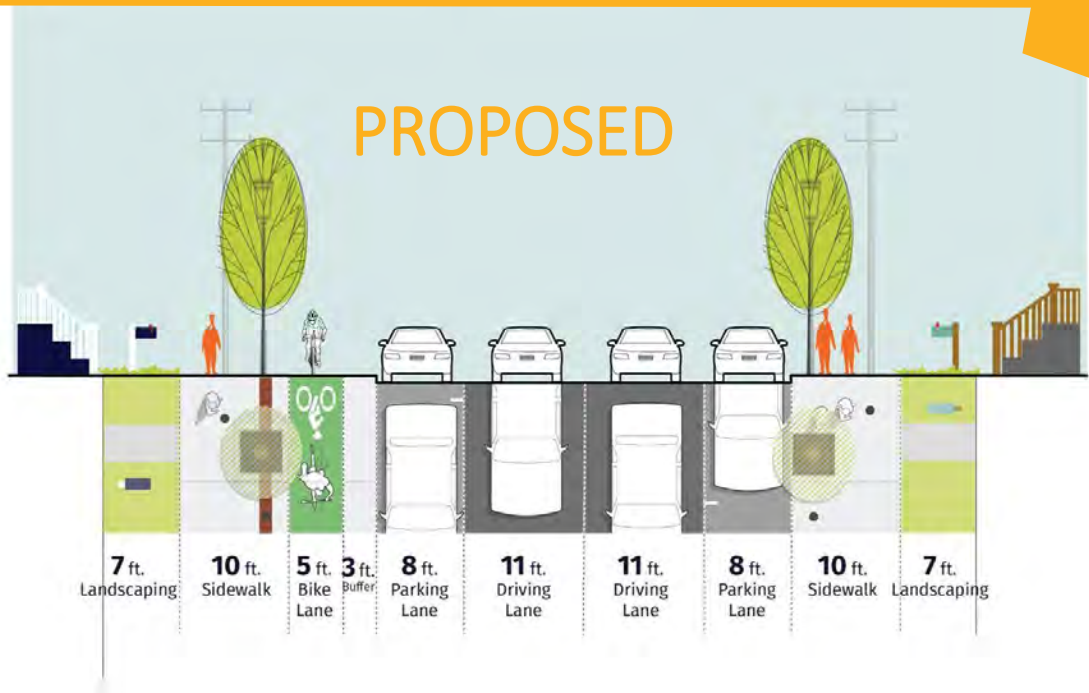 PROPOSED
7 ft.
Landscaping
10 ft.
Sidewalk
5 ft.
Bike
Lane
3 ft.
Buffer
8 ft.
Parking
Lane
11 ft.
Driving
Lane
11 ft.
Driving
Lane
8 ft.
Parking
Lane
10 ft.
Sidewalk
7 ft.
Landscaping